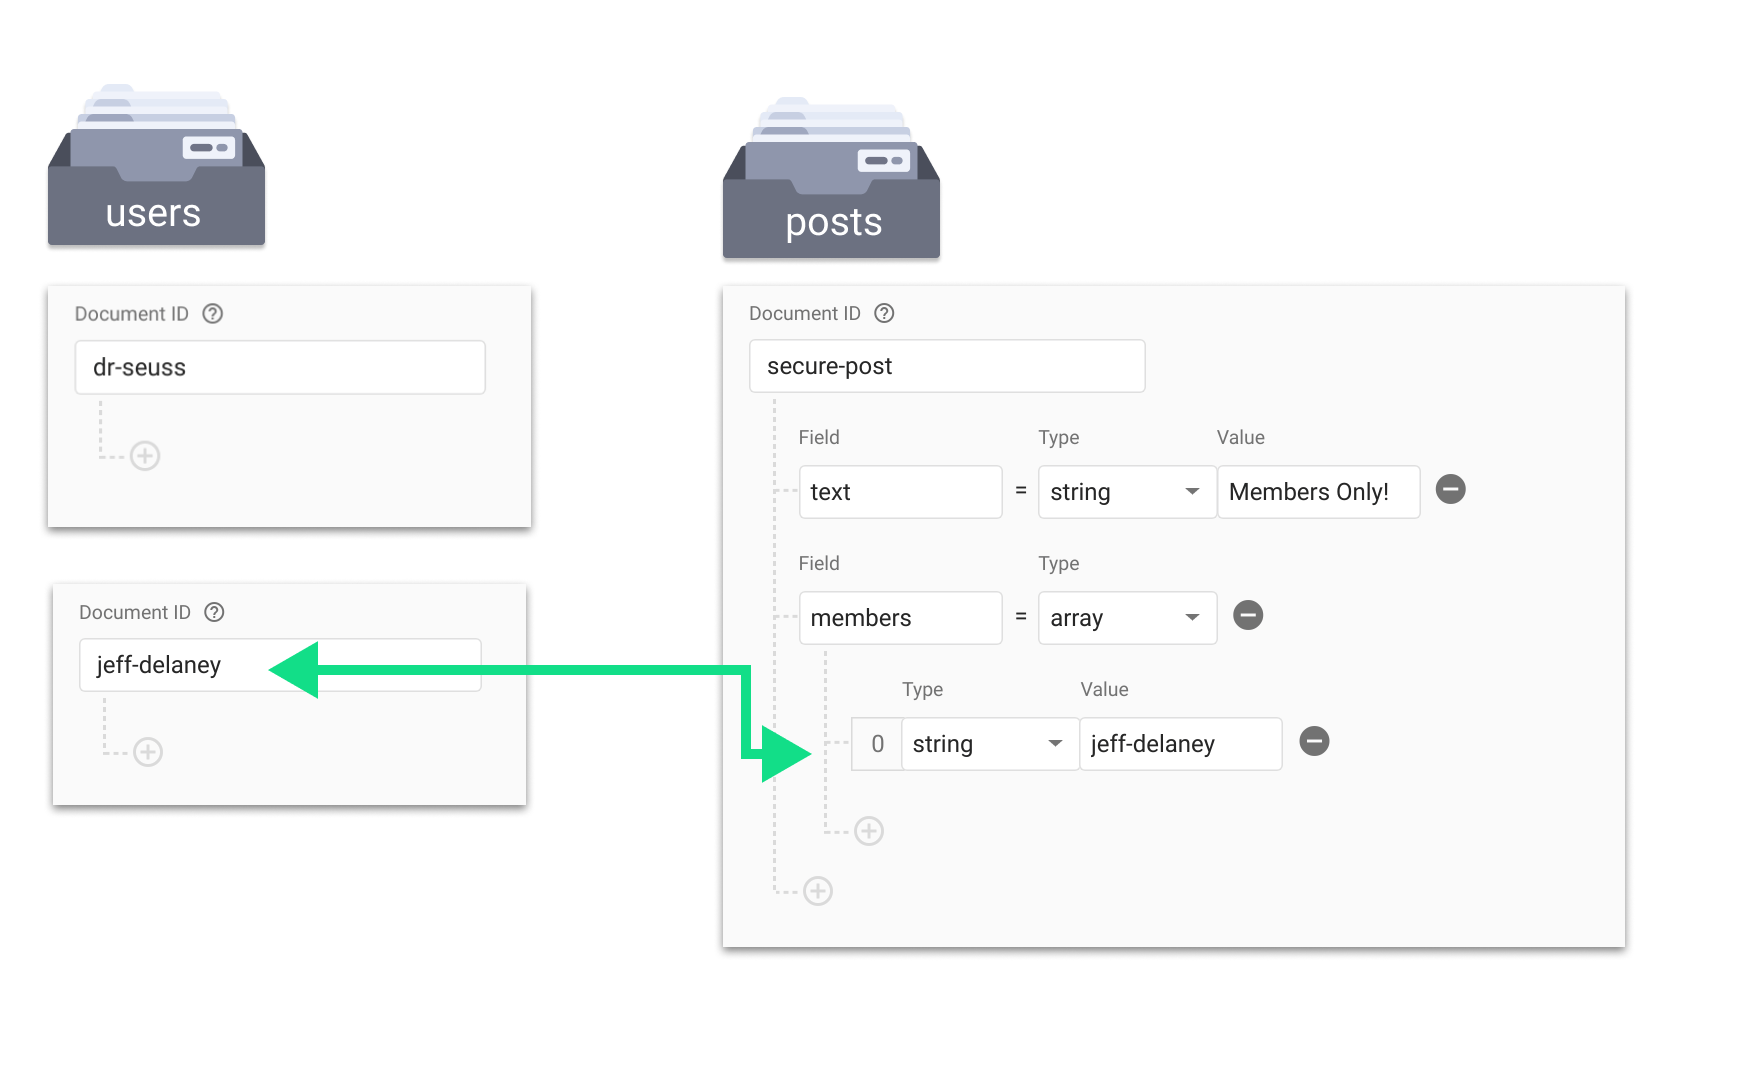 users
Document ID ?
dr-seuss
Document ID ?
jeff-delaney
posts
Document ID ?
secure-post
Field Type Value
text = string Members Only!
Field Type
members = array
Type Value
0 string jeff-delaney